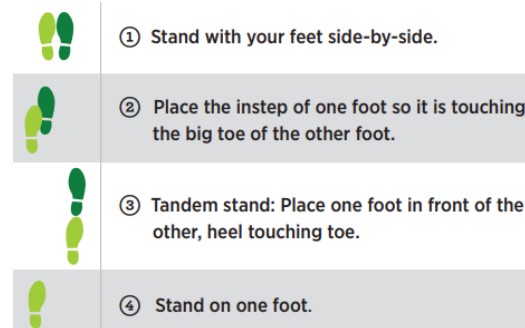 ① Stand with your feet side-by-side.
② Place the instep of one foot so it is touching
the big toe of the other foot.
③ Tandem stand: Place one foot in front of the
other, heel touching toe.
④ Stand on one foot.